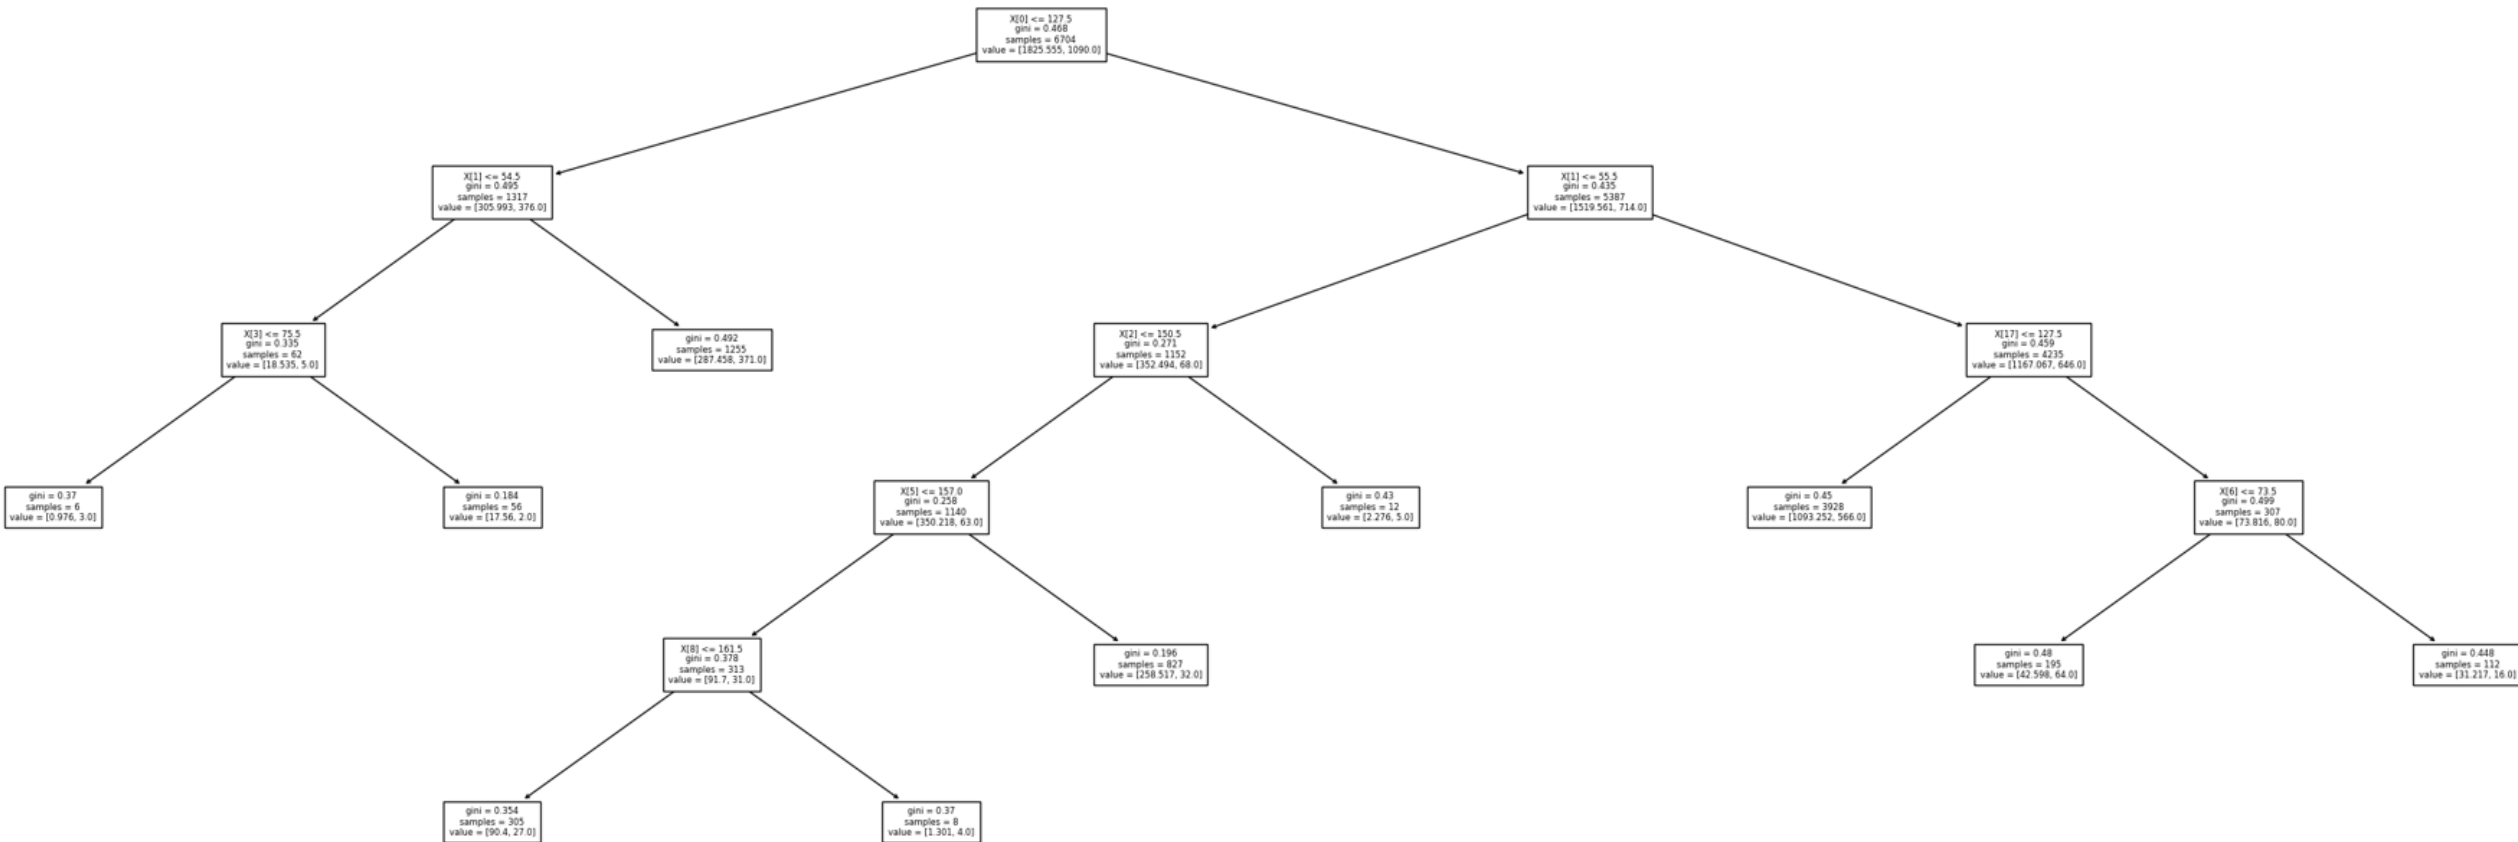 X[0] <= 127.5
gini = 0.468
samples = 6704
value = [1825.555, 1090.0]
X[1] <= 54.5
gini = 0.495
samples = 1317
value = [305.993, 376.0]
X[1] <= 55.5
gini = 0.435
samples = 5387
value = [1519.561, 714.0]
X[3] <= 75.5
gini = 0.335
samples = 62
value = [18.535, 5.0]
gini = 0.492
samples = 1255
value = [287.458, 371.0]
X[2] <= 150.5
gini = 0.271
samples = 1152
value = [352.494, 68.0]
X[17] <= 127.5
gini = 0.459
samples = 4235
value = [1167.067, 646.0]
gini = 0.37
samples = 6
value = [0.976, 3.0]
gini = 0.184
samples = 56
value = [17.56, 2.0]
X[5] <= 157.0
gini = 0.258
samples = 1140
value = [350.218, 63.0]
gini = 0.43
samples = 12
value = [2.276, 5.0]
gini = 0.45
samples = 3928
value = [1093.252, 566.0]
X[6] <= 73.5
gini = 0.499
samples = 307
value = [73.816, 80.0]
X[8] <= 161.5
gini = 0.378
samples = 313
value = [91.7, 31.0]
gini = 0.196
samples = 827
value = [258.517, 32.0]
gini = 0.48
samples = 195
value = [42.598, 64.0]
gini = 0.448
samples = 112
value = [31.217, 16.0]
gini = 0.354
samples = 305
value = [90.4, 27.0]
gini = 0.37
samples = 8
value = [1.301, 4.0]